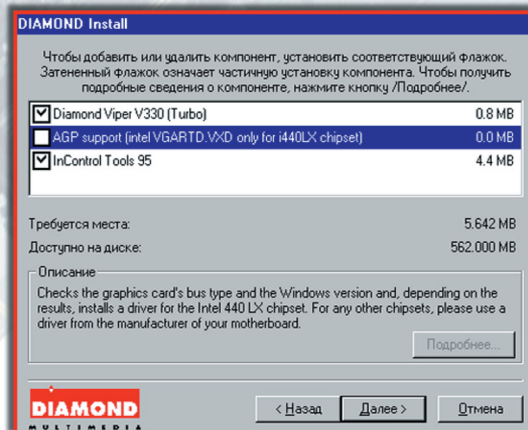 DIAMOND Install
Чтобы добавить или удалить компонент, установить соответствующий флажок.
Затененный флажок означает частичную установку компонента. Чтобы получить
подробные сведения о компоненте, нажмите кнопку /Подробнее/.
Diamond Viper V330 (Turbo) 0.8 MB
AGP support (intel VGARTD.VXD only for i440LX chipset) 0.0 MB
InControl Tools 95 4.4 MB
Требуется места: 5.642 MB
Доступно на диске: 562.000 MB
Описание
Checks the graphics card's bus type and the Windows version and, depending on the
results, installs a driver for the Intel 440 LX chipset. For any other chipsets, please use a
driver from the manufacturer of your motherboard.
Подробнее...
DIAMOND
MULTIMEDIA
< Назад Далее > Отмена